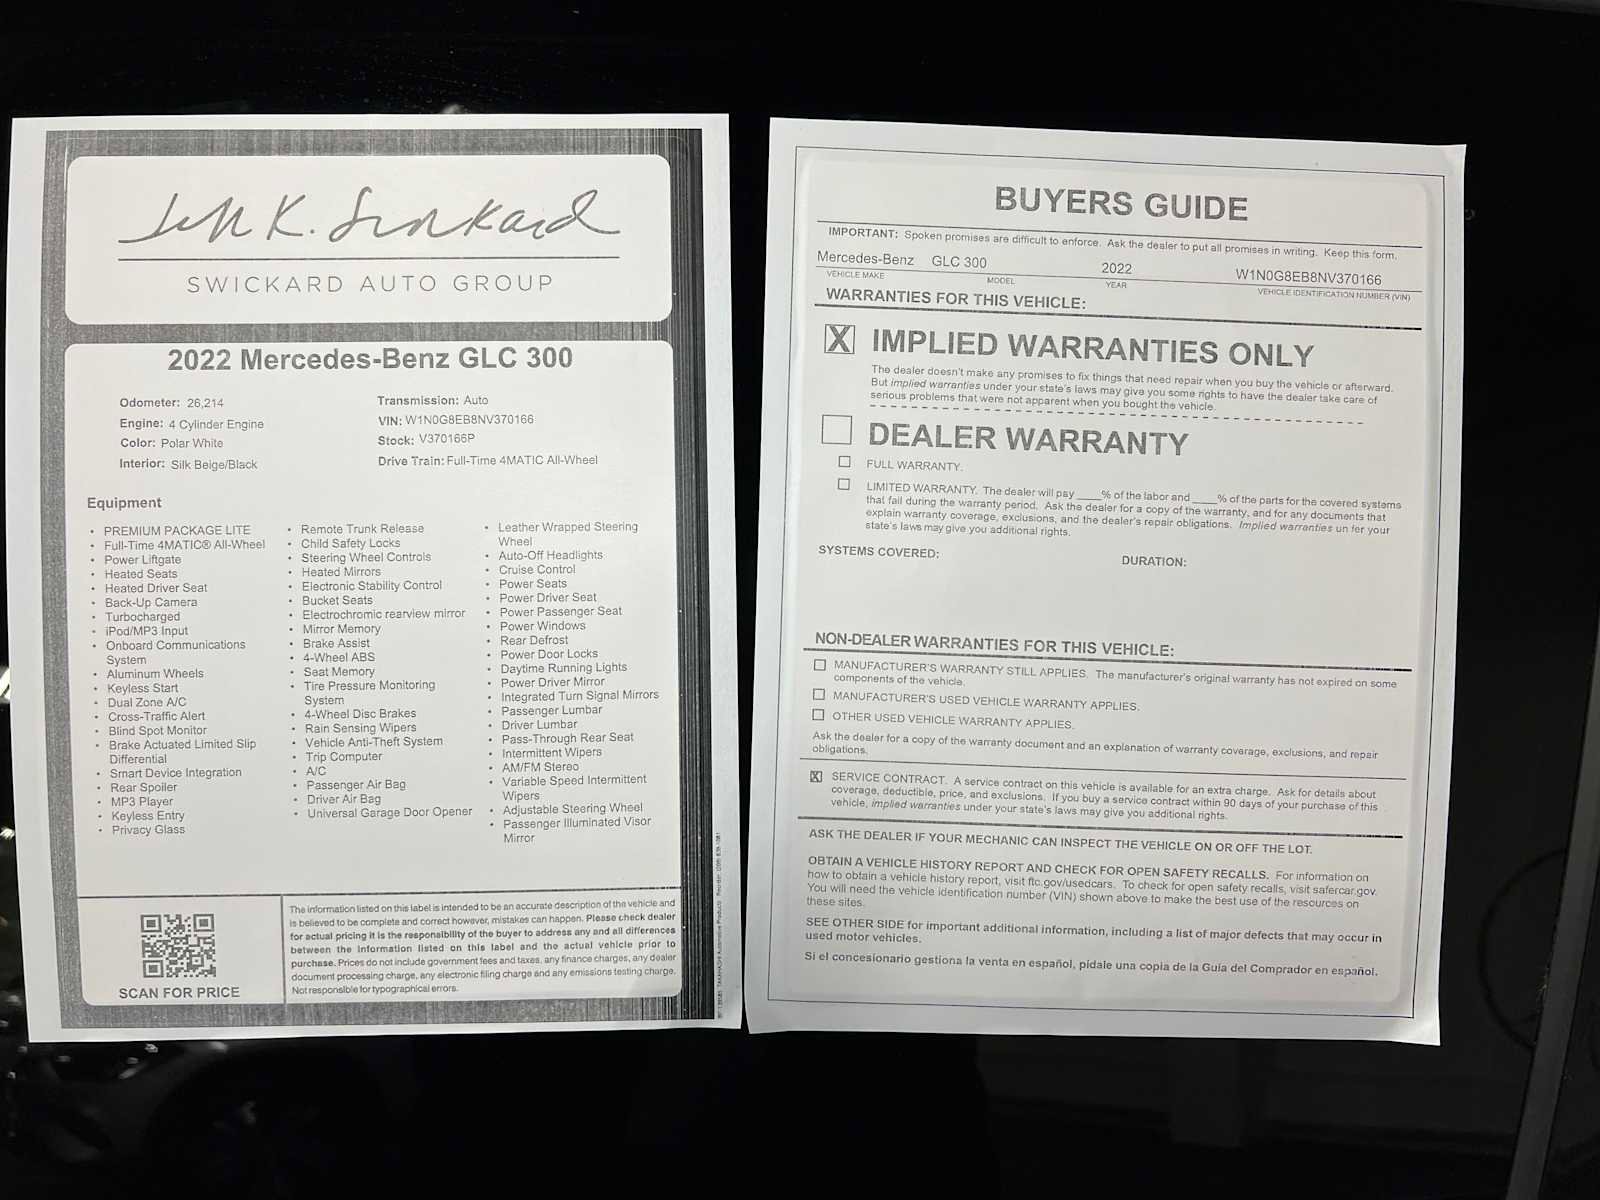 Jeff K. Swickard
SWICKARD AUTO GROUP
2022 Mercedes-Benz GLC 300
Odometer: 26,214
Engine: 4 Cylinder Engine
Color: Polar White
Interior: Silk Beige/Black
Transmission: Auto
VIN: W1N0G8EB8NV370166
Stock: V370166P
Drive Train: Full-Time 4MATIC All-Wheel
Equipment
• PREMIUM PACKAGE LITE
• Full-Time 4MATIC® All-Wheel
• Power Liftgate
• Heated Seats
• Heated Driver Seat
• Back-Up Camera
• Turbocharged
• iPod/MP3 Input
• Onboard Communications
System
• Aluminum Wheels
• Keyless Start
• Dual Zone A/C
• Cross-Traffic Alert
• Blind Spot Monitor
• Brake Actuated Limited Slip
Differential
• Smart Device Integration
• Rear Spoiler
• MP3 Player
• Keyless Entry
• Privacy Glass
• Remote Trunk Release
• Child Safety Locks
• Steering Wheel Controls
• Heated Mirrors
• Electronic Stability Control
• Bucket Seats
• Electrochromic rearview mirror
• Mirror Memory
• Brake Assist
• 4-Wheel ABS
• Seat Memory
• Tire Pressure Monitoring
System
• 4-Wheel Disc Brakes
• Rain Sensing Wipers
• Vehicle Anti-Theft System
• Trip Computer
• A/C
• Passenger Air Bag
• Driver Air Bag
• Universal Garage Door Opener
• Leather Wrapped Steering
Wheel
• Auto-Off Headlights
• Cruise Control
• Power Seats
• Power Driver Seat
• Power Passenger Seat
• Power Windows
• Rear Defrost
• Power Door Locks
• Daytime Running Lights
• Power Driver Mirror
• Integrated Turn Signal Mirrors
• Passenger Lumbar
• Driver Lumbar
• Pass-Through Rear Seat
• Intermittent Wipers
• AM/FM Stereo
• Variable Speed Intermittent
Wipers
• Adjustable Steering Wheel
• Passenger Illuminated Visor
Mirror
SCAN FOR PRICE
The information listed on this label is intended to be an accurate description of the vehicle and
is believed to be complete and correct however, mistakes can happen. Please check dealer
for actual pricing it is the responsibility of the buyer to address any and all differences
between the information listed on this label and the actual vehicle prior to
purchase. Prices do not include government fees and taxes, any finance charges, any dealer
document processing charge, any electronic filing charge and any emissions testing charge.
Not responsible for typographical errors.
BUYERS GUIDE
IMPORTANT: Spoken promises are difficult to enforce. Ask the dealer to put all promises in writing. Keep this form.
Mercedes-Benz GLC 300 2022 W1N0G8EB8NV370166
VEHICLE MAKE MODEL YEAR VEHICLE IDENTIFICATION NUMBER (VIN)
WARRANTIES FOR THIS VEHICLE:
X IMPLIED WARRANTIES ONLY
The dealer doesn't make any promises to fix things that need repair when you buy the vehicle or afterward.
But implied warranties under your state's laws may give you some rights to have the dealer take care of
serious problems that were not apparent when you bought the vehicle.
DEALER WARRANTY
FULL WARRANTY.
LIMITED WARRANTY. The dealer will pay ____% of the labor and ____% of the parts for the covered systems
that fail during the warranty period. Ask the dealer for a copy of the warranty, and for any documents that
explain warranty coverage, exclusions, and the dealer's repair obligations. Implied warranties un fer your
state's laws may give you additional rights.
SYSTEMS COVERED: DURATION:
NON-DEALER WARRANTIES FOR THIS VEHICLE:
MANUFACTURER'S WARRANTY STILL APPLIES. The manufacturer's original warranty has not expired on some
components of the vehicle.
MANUFACTURER'S USED VEHICLE WARRANTY APPLIES.
OTHER USED VEHICLE WARRANTY APPLIES.
Ask the dealer for a copy of the warranty document and an explanation of warranty coverage, exclusions, and repair
obligations.
X SERVICE CONTRACT. A service contract on this vehicle is available for an extra charge. Ask for details about
coverage, deductible, price, and exclusions. If you buy a service contract within 90 days of your purchase of this
vehicle, implied warranties under your state's laws may give you additional rights.
ASK THE DEALER IF YOUR MECHANIC CAN INSPECT THE VEHICLE ON OR OFF THE LOT.
OBTAIN A VEHICLE HISTORY REPORT AND CHECK FOR OPEN SAFETY RECALLS. For information on
how to obtain a vehicle history report, visit ftc.gov/usedcars. To check for open safety recalls, visit safercar.gov.
You will need the vehicle identification number (VIN) shown above to make the best use of the resources on
these sites.
SEE OTHER SIDE for important additional information, including a list of major defects that may occur in
used motor vehicles.
Si el concesionario gestiona la venta en español, pídale una copia de la Guía del Comprador en español.